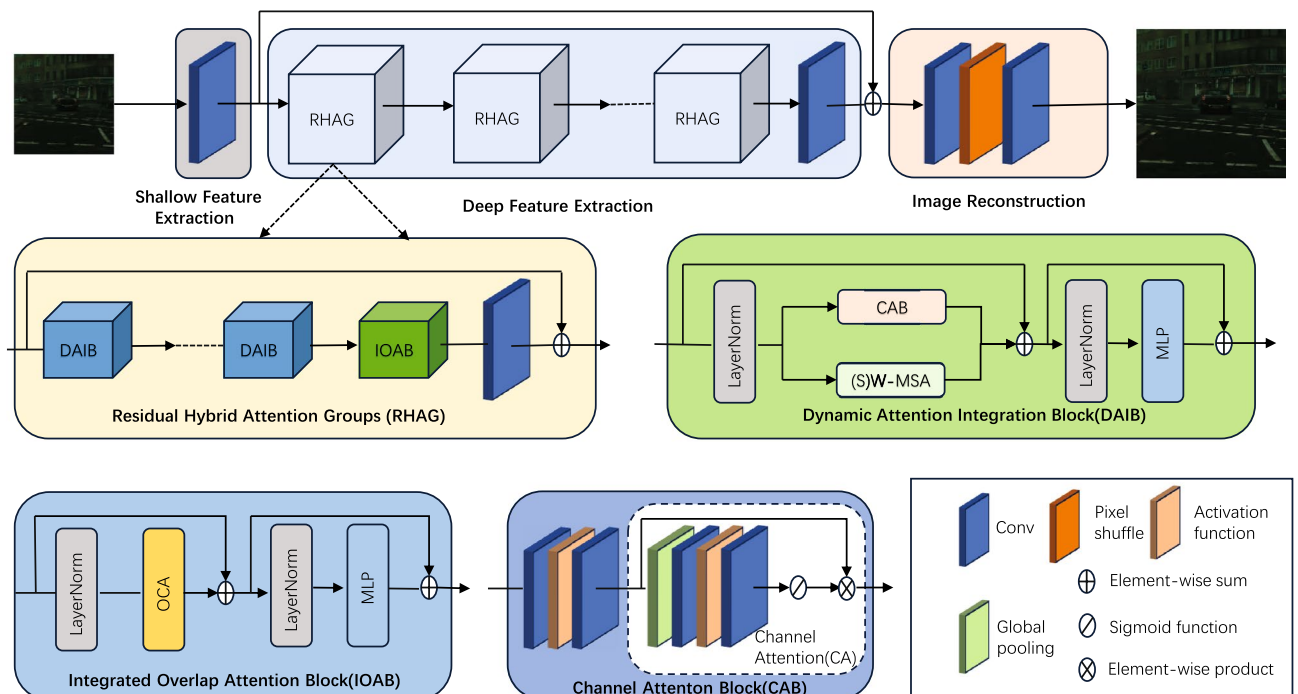 RHAG
RHAG
RHAG
Shallow Feature
Extraction
Deep Feature Extraction
Image Reconstruction
DAIB
DAIB
IOAB
Residual Hybrid Attention Groups (RHAG)
LayerNorm
CAB
(S)W-MSA
LayerNorm
MLP
Dynamic Attention Integration Block(DAIB)
LayerNorm
OCA
LayerNorm
MLP
Integrated Overlap Attention Block(IOAB)
Channel
Attention(CA)
Channel Attenton Block(CAB)
Conv
Pixel
shuffle
Activation
function
Element-wise sum
Global
pooling
Sigmoid function
Element-wise product